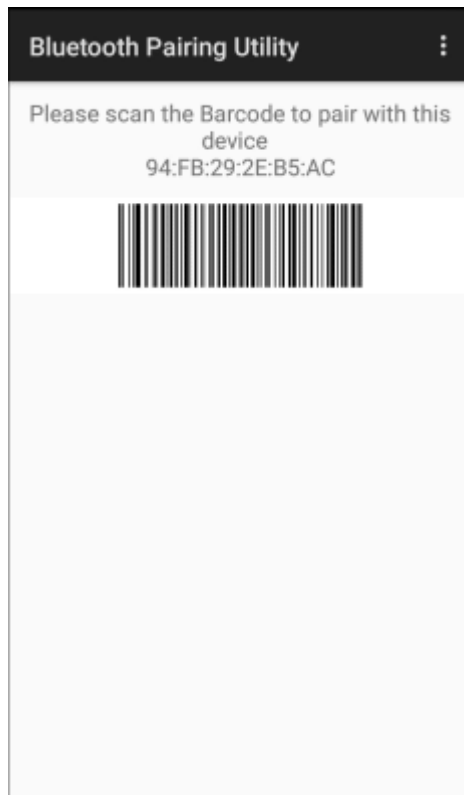 Bluetooth Pairing Utility
Please scan the Barcode to pair with this
device
94:FB:29:2E:B5:AC